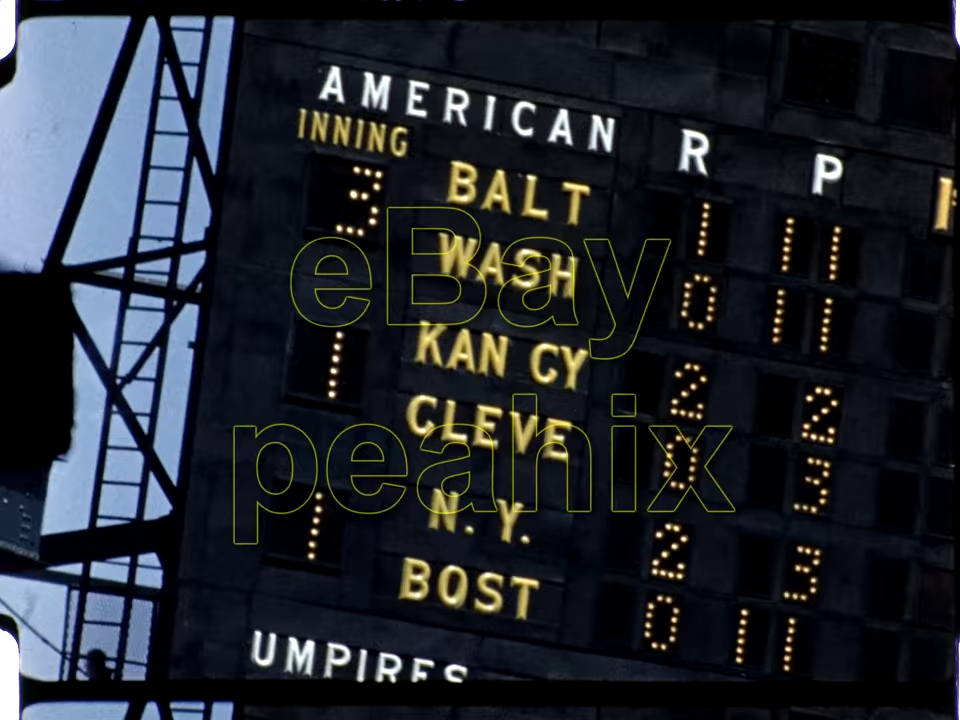 AMERICAN R P
INNING
3 BALT 1 11
WASH 0 11
1 KAN CY 2 2
CLEVE 0 3
1 N.Y. 2 3
BOST 0 11
UMPIRES
eBay
peahix